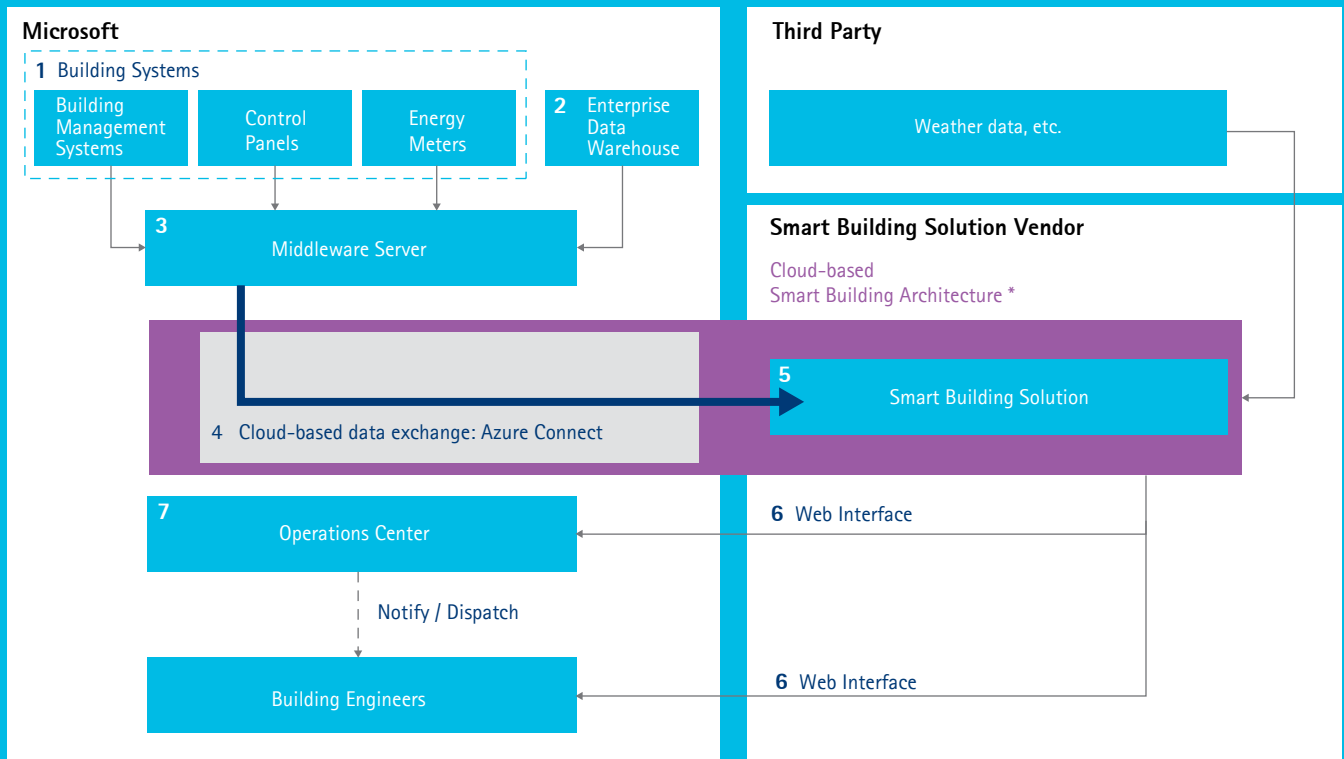 Microsoft
1 Building Systems
Building
Management
Systems
Control
Panels
Energy
Meters
2 Enterprise
Data
Warehouse
3
Middleware Server
4 Cloud-based data exchange: Azure Connect
7
Operations Center
Notify / Dispatch
Building Engineers
Third Party
Weather data, etc.
Smart Building Solution Vendor
Cloud-based
Smart Building Architecture *
5
Smart Building Solution
6 Web Interface
6 Web Interface